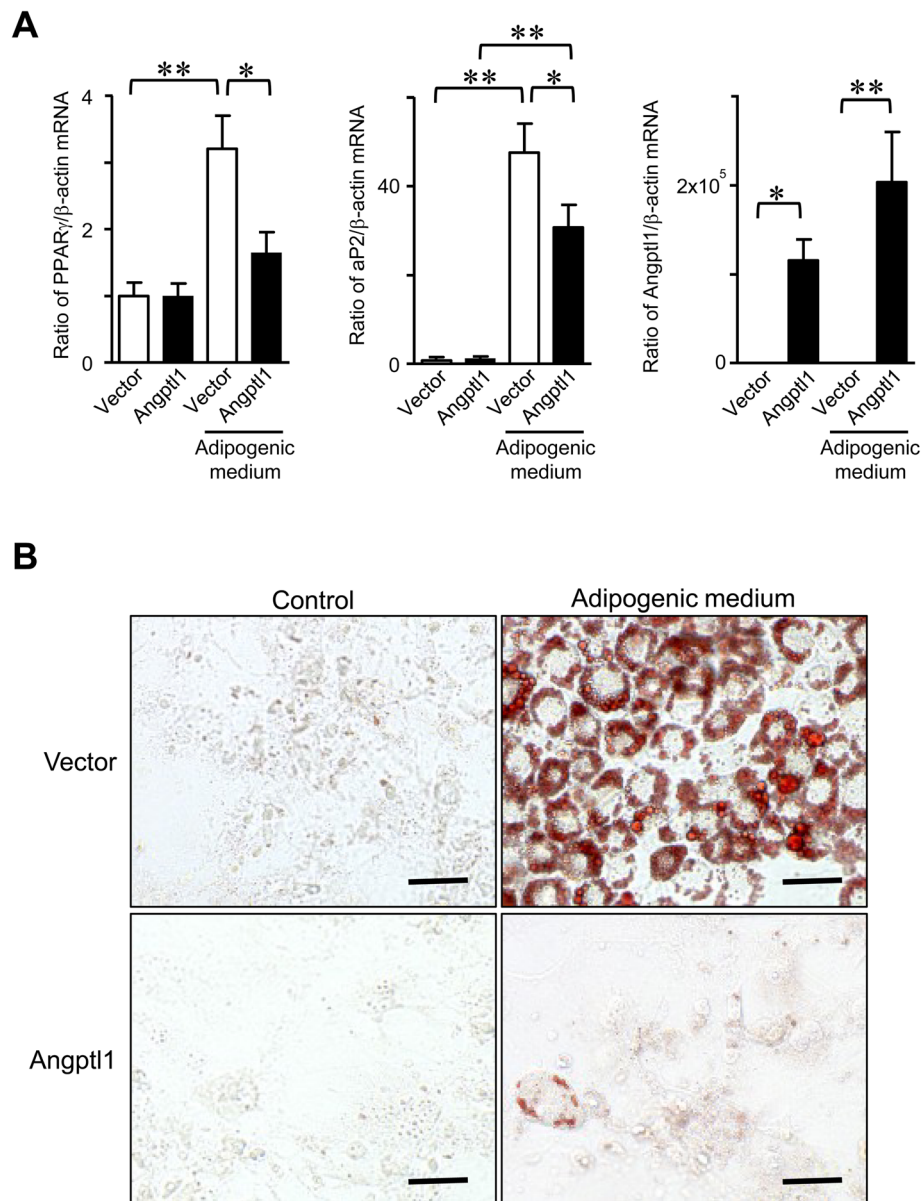 A
** * ** ** * * **
Ratio of PPARγ/β-actin mRNA
4
2
0
Vector
Angptl1
Vector
Angptl1
Adipogenic
medium
Ratio of aP2/β-actin mRNA
40
0
Vector
Angptl1
Vector
Angptl1
Adipogenic
medium
Ratio of Angptl1/β-actin mRNA
2x10⁵
0
Vector
Angptl1
Vector
Angptl1
Adipogenic
medium
B
Control Adipogenic medium
Vector
Angptl1